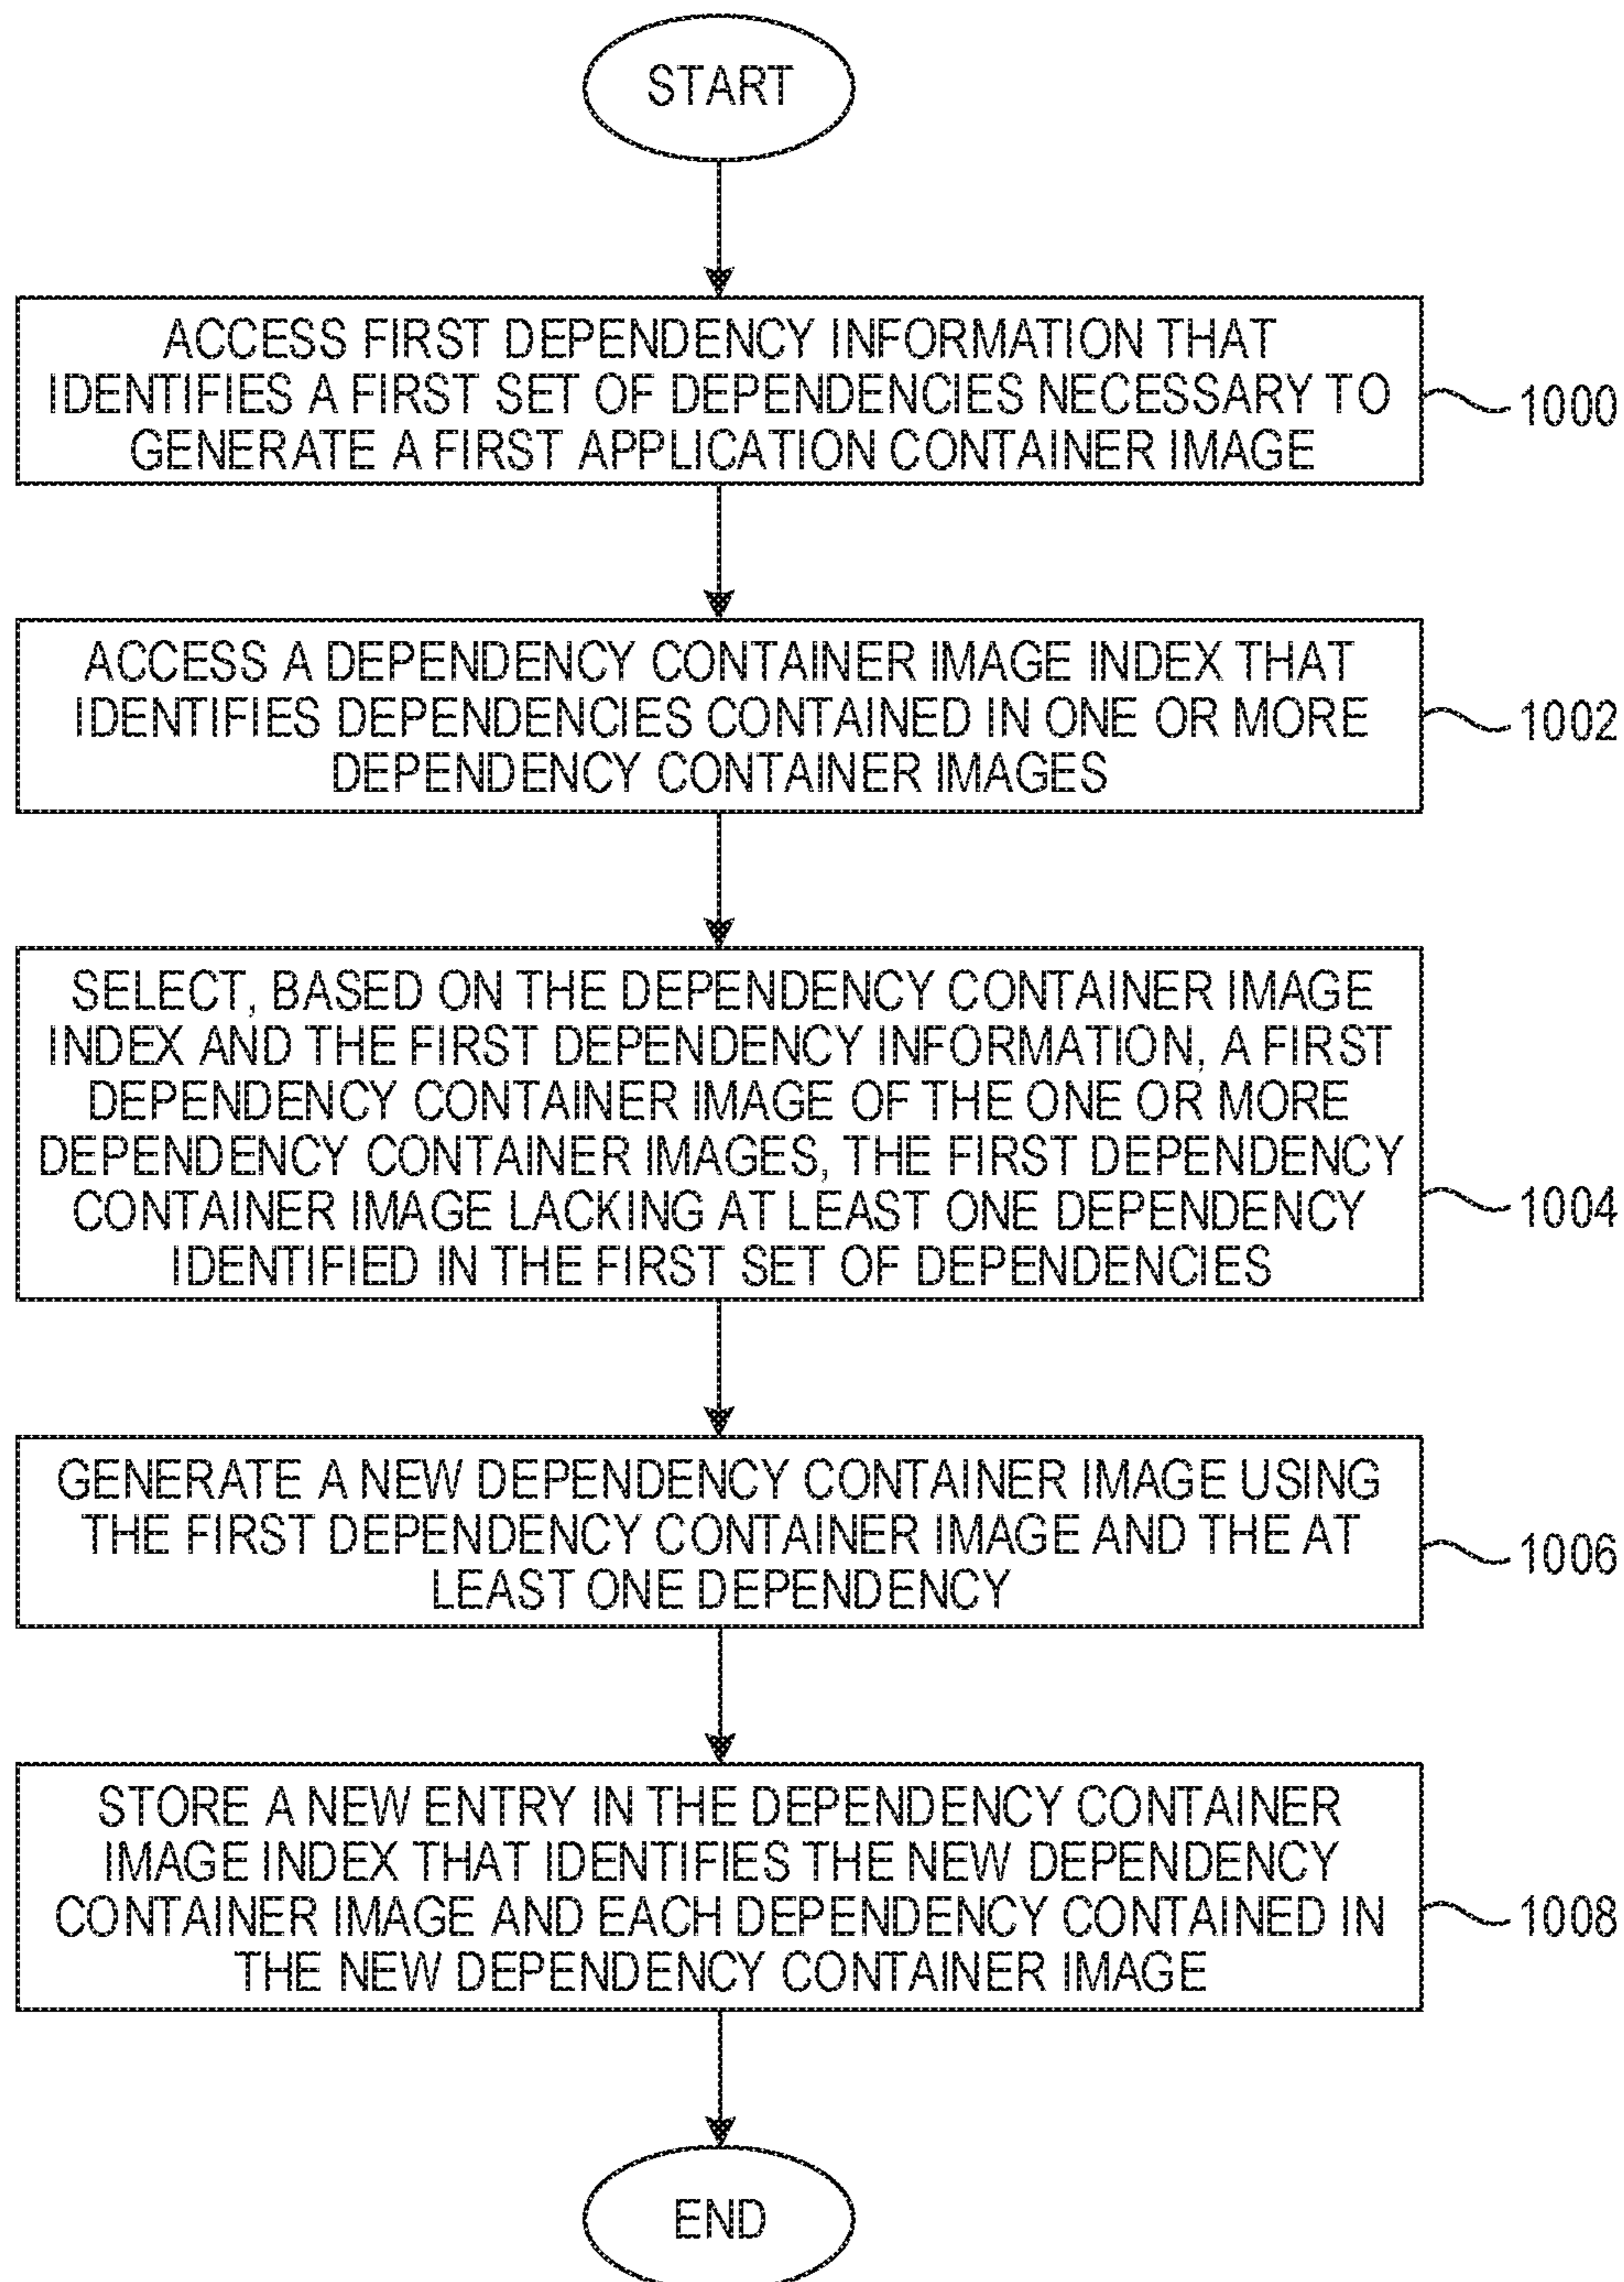 START
ACCESS FIRST DEPENDENCY INFORMATION THAT
IDENTIFIES A FIRST SET OF DEPENDENCIES NECESSARY TO
GENERATE A FIRST APPLICATION CONTAINER IMAGE
1000
ACCESS A DEPENDENCY CONTAINER IMAGE INDEX THAT
IDENTIFIES DEPENDENCIES CONTAINED IN ONE OR MORE
DEPENDENCY CONTAINER IMAGES
1002
SELECT, BASED ON THE DEPENDENCY CONTAINER IMAGE
INDEX AND THE FIRST DEPENDENCY INFORMATION, A FIRST
DEPENDENCY CONTAINER IMAGE OF THE ONE OR MORE
DEPENDENCY CONTAINER IMAGES, THE FIRST DEPENDENCY
CONTAINER IMAGE LACKING AT LEAST ONE DEPENDENCY
IDENTIFIED IN THE FIRST SET OF DEPENDENCIES
1004
GENERATE A NEW DEPENDENCY CONTAINER IMAGE USING
THE FIRST DEPENDENCY CONTAINER IMAGE AND THE AT
LEAST ONE DEPENDENCY
1006
STORE A NEW ENTRY IN THE DEPENDENCY CONTAINER
IMAGE INDEX THAT IDENTIFIES THE NEW DEPENDENCY
CONTAINER IMAGE AND EACH DEPENDENCY CONTAINED IN
THE NEW DEPENDENCY CONTAINER IMAGE
1008
END